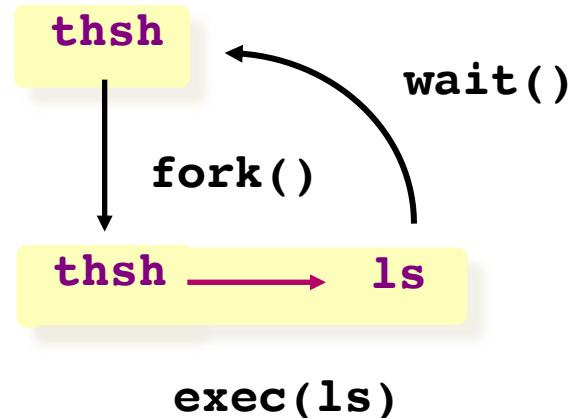 thsh
wait()
fork()
thsh ls
exec(ls)